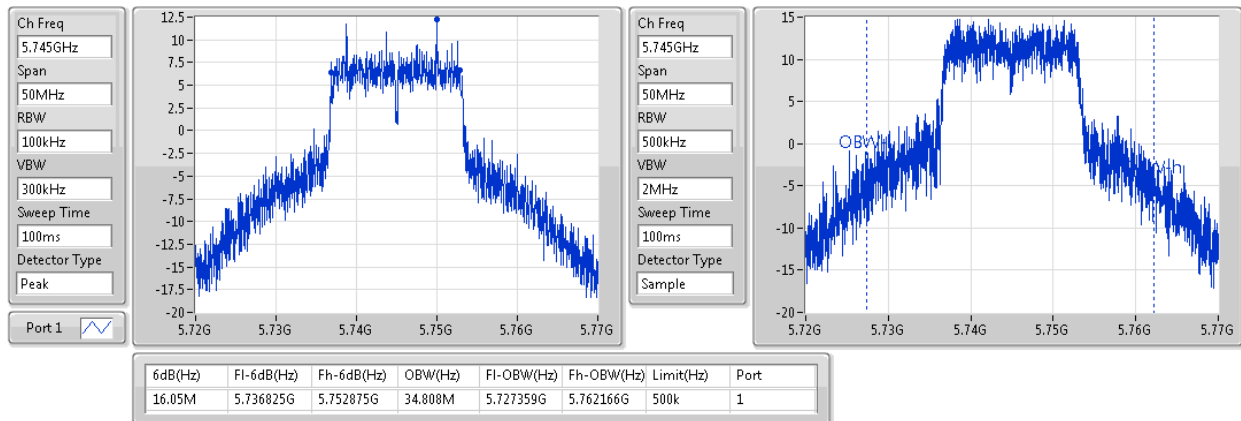 Ch Freq
5.745GHz
Span
50MHz
RBW
100kHz
VBW
300kHz
Sweep Time
100ms
Detector Type
Peak
Port 1
12.5
10
7.5
5
2.5
0
-2.5
-5
-7.5
-10
-12.5
-15
-17.5
-20
5.72G 5.73G 5.74G 5.75G 5.76G 5.77G
Ch Freq
5.745GHz
Span
50MHz
RBW
500kHz
VBW
2MHz
Sweep Time
100ms
Detector Type
Sample
15
10
5
0
-5
-10
-15
-20
5.72G 5.73G 5.74G 5.75G 5.76G 5.77G
6dB(Hz) Fl-6dB(Hz) Fh-6dB(Hz) OBW(Hz) Fl-OBW(Hz) Fh-OBW(Hz) Limit(Hz) Port
16.05M 5.736825G 5.752875G 34.808M 5.727359G 5.762166G 500k 1